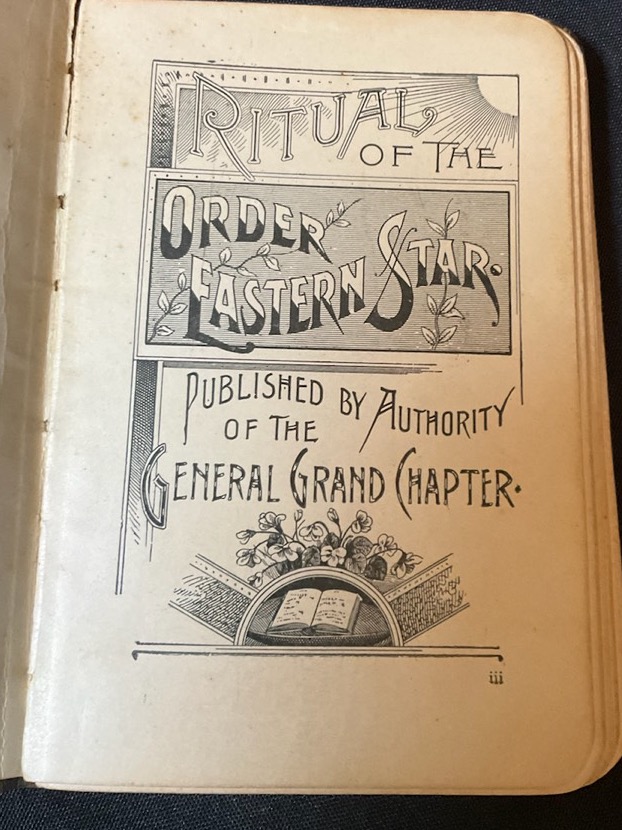 RITUAL
OF THE
ORDER
EASTERN STAR.
PUBLISHED BY AUTHORITY
OF THE
GENERAL GRAND CHAPTER.
iii